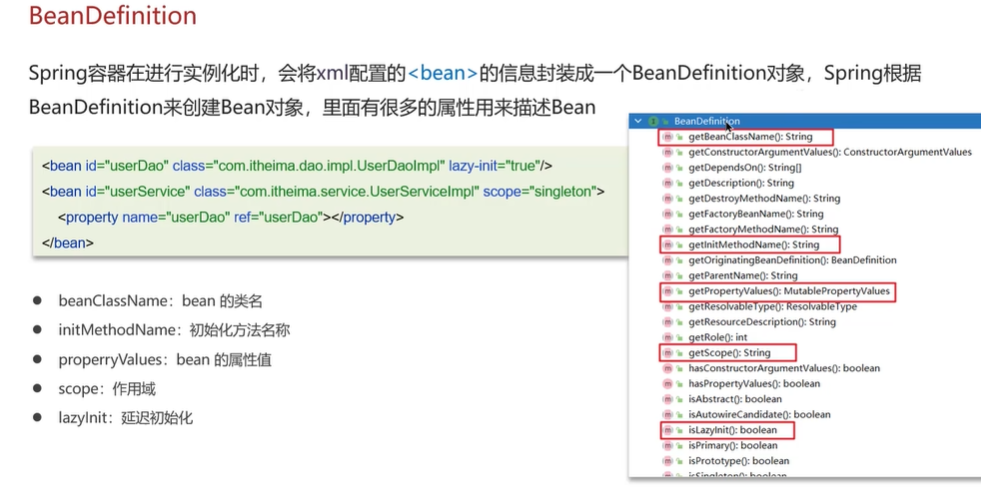 BeanDefinition
Spring容器在进行实例化时，会将xml配置的<bean>的信息封装成一个BeanDefinition对象，Spring根据
BeanDefinition来创建Bean对象，里面有很多的属性用来描述Bean
<bean id="userDao" class="com.itheima.dao.impl.UserDaoImpl" lazy-init="true"/>
<bean id="userService" class="com.itheima.service.UserServiceImpl" scope="singleton">
<property name="userDao" ref="userDao"></property>
</bean>
● beanClassName：bean 的类名
● initMethodName：初始化方法名称
● properryValues：bean 的属性值
● scope：作用域
● lazyInit：延迟初始化
BeanDefinition
getBeanClassName(): String
getConstructorArgumentValues(): ConstructorArgumentValues
getDependsOn(): String[]
getDescription(): String
getDestroyMethodName(): String
getFactoryBeanName(): String
getFactoryMethodName(): String
getInitMethodName(): String
getOriginatingBeanDefinition(): BeanDefinition
getParentName(): String
getPropertyValues(): MutablePropertyValues
getResolvableType(): ResolvableType
getResourceDescription(): String
getRole(): int
getScope(): String
hasConstructorArgumentValues(): boolean
hasPropertyValues(): boolean
isAbstract(): boolean
isAutowireCandidate(): boolean
isLazyInit(): boolean
isPrimary(): boolean
isPrototype(): boolean
isSingleton(): boolean